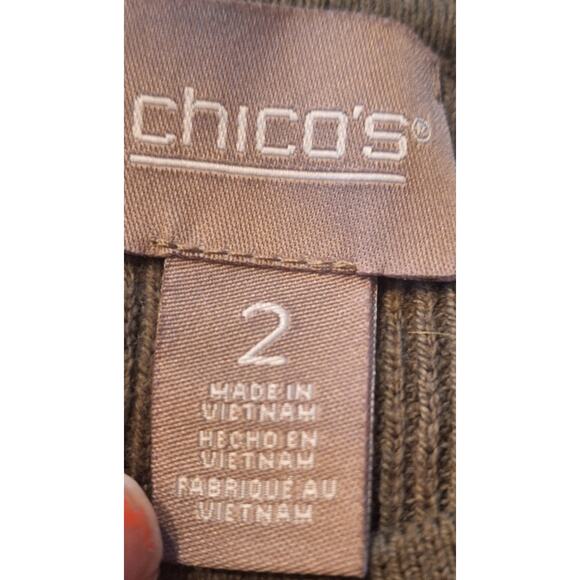 chico's®
2
MADE IN
VIETNAM
HECHO EN
VIETNAM
FABRIQUÉ AU
VIETNAM